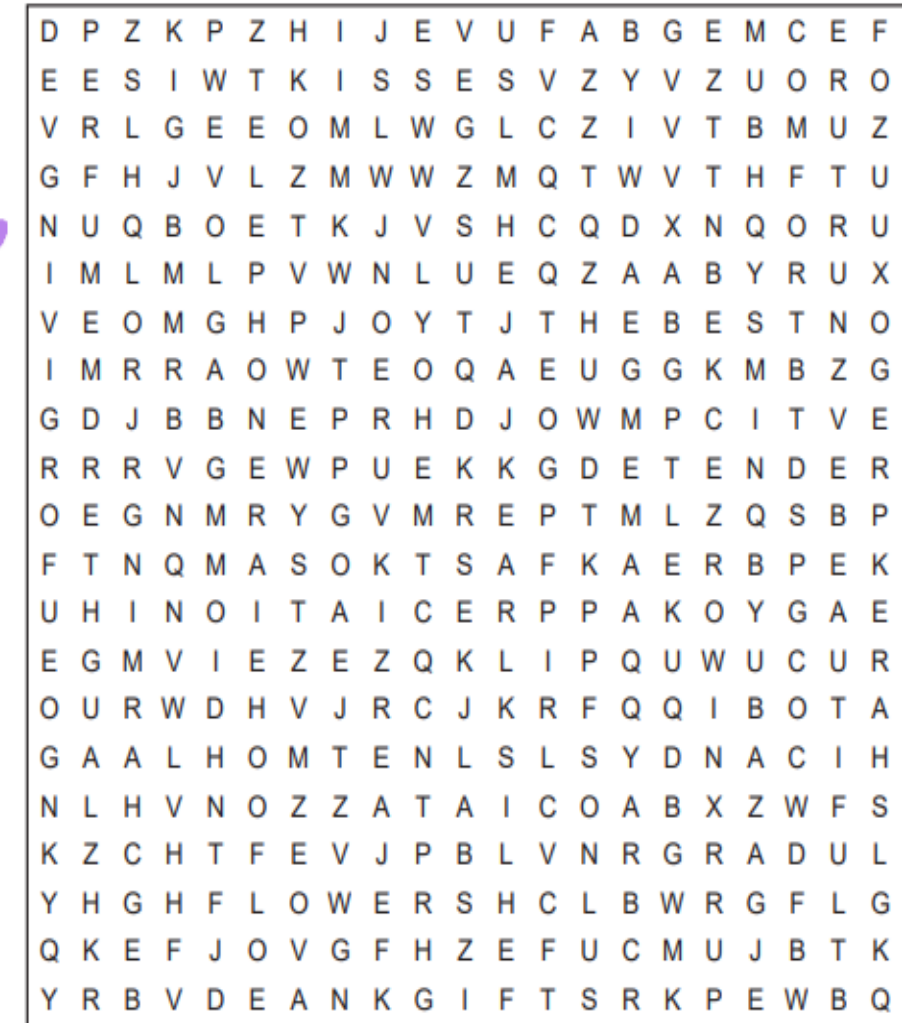 D P Z K P Z H I J E V U F A B G E M C E F
E E S I W T K I S S E S V Z Y V Z U O R O
V R L G E E O M L W G L C Z I V T B M U Z
G F H J V L Z M W W Z M Q T W V T H F T U
N U Q B O E T K J V S H C Q D X N Q O R U
I M L M L P V W N L U E Q Z A A B Y R U X
V E O M G H P J O Y T J T H E B E S T N O
I M R R A O W T E O Q A E U G G K M B Z G
G D J B B N E P R H D J O W M P C I T V E
R R R V G E W P U E K K G D E T E N D E R
O E G N M R Y G V M R E P T M L Z Q S B P
F T N Q M A S O K T S A F K A E R B P E K
U H I N O I T A I C E R P P A K O Y G A E
E G M V I E Z E Z Q K L I P Q U W U C U R
O U R W D H V J R C J K R F Q Q I B O T A
G A A L H O M T E N L S L S Y D N A C I H
N L H V N O Z Z A T A I C O A B X Z W F S
K Z C H T F E V J P B L V N R G R A D U L
Y H G H F L O W E R S H C L B W R G F L G
Q K E F J O V G F H Z E F U C M U J B T K
Y R B V D E A N K G I F T S R K P E W B Q